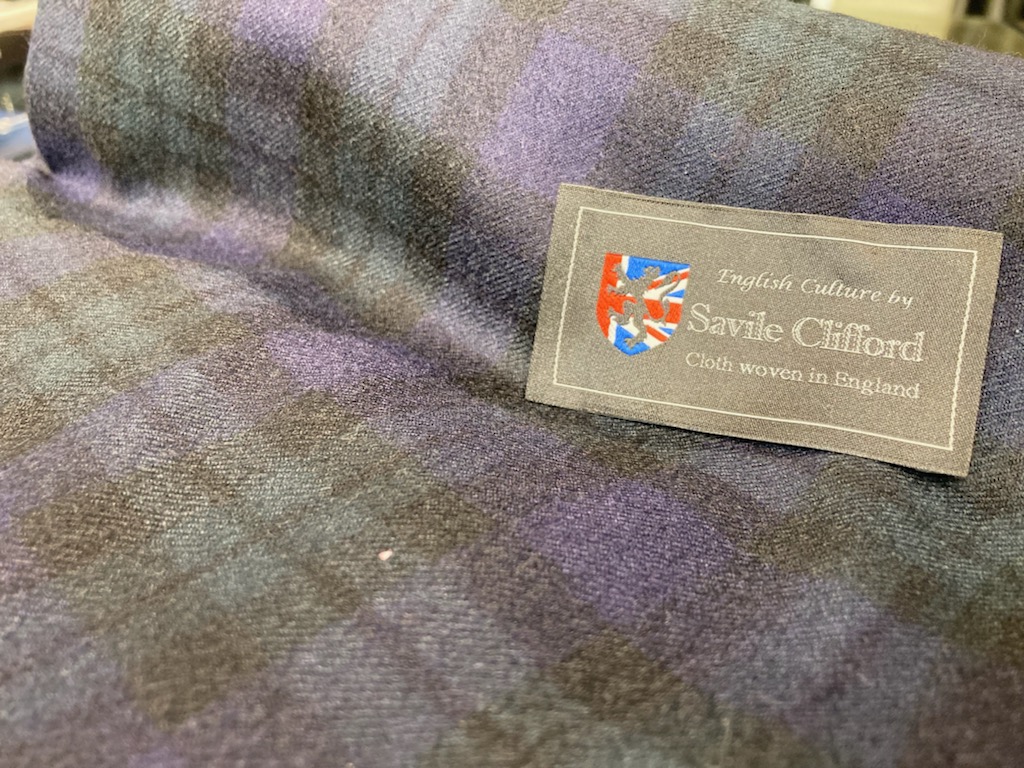 English Culture by
Savile Clifford
Cloth woven in England